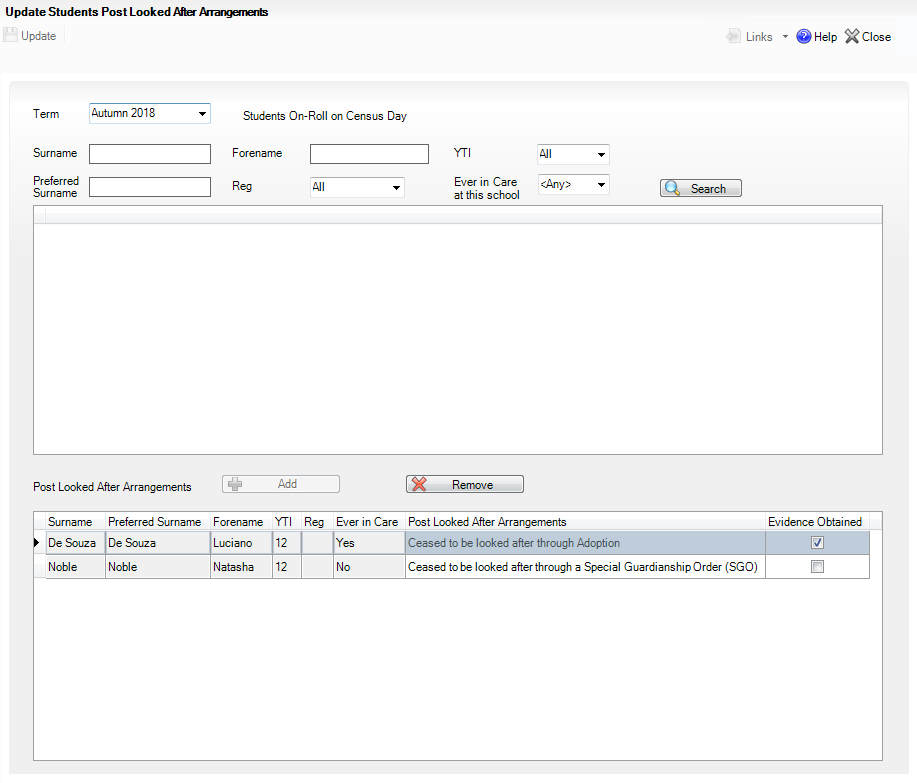 Update Students Post Looked After Arrangements
Update Links Help Close
Term Autumn 2018 Students On-Roll on Census Day
Surname Forename YTI All
Preferred Surname Reg All Ever in Care at this school <Any> Search
Post Looked After Arrangements Add Remove
Surname Preferred Surname Forename YTI Reg Ever in Care Post Looked After Arrangements Evidence Obtained
De Souza De Souza Luciano 12 Yes Ceased to be looked after through Adoption
Noble Noble Natasha 12 No Ceased to be looked after through a Special Guardianship Order (SGO)